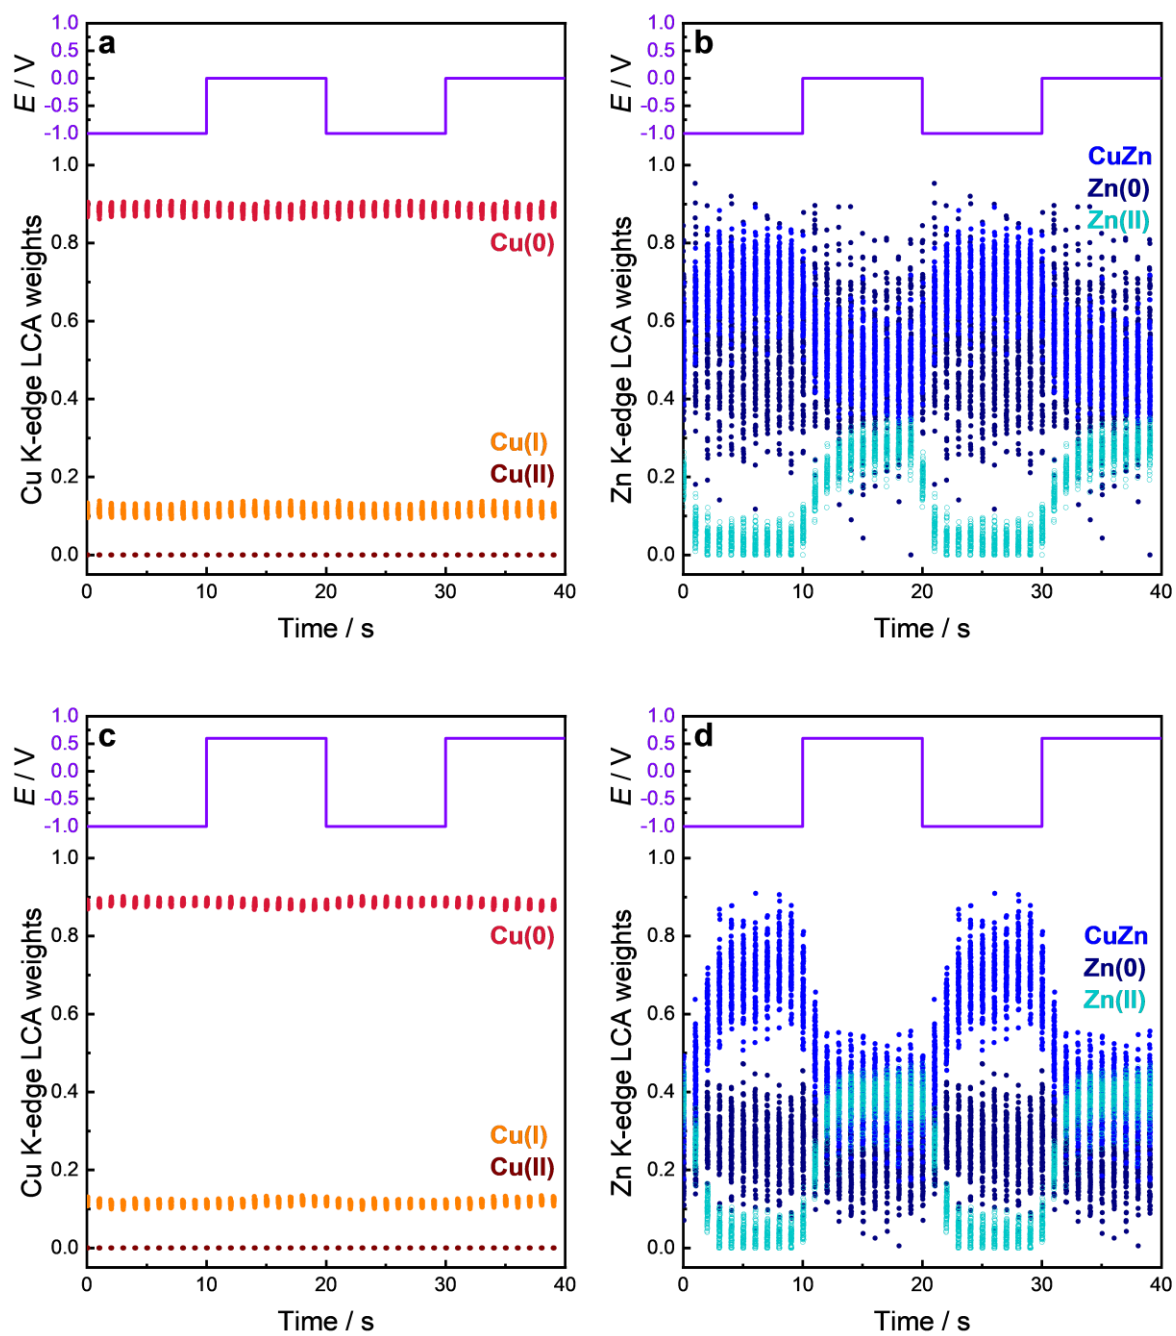 a
1.0
0.5
0.0
-0.5
-1.0
E / V
1.0
0.8
0.6
0.4
0.2
0.0
Cu K-edge LCA weights
Cu(0)
Cu(I)
Cu(II)
0 10 20 30 40
Time / s
b
1.0
0.5
0.0
-0.5
-1.0
E / V
1.0
0.8
0.6
0.4
0.2
0.0
Zn K-edge LCA weights
CuZn
Zn(0)
Zn(II)
0 10 20 30 40
Time / s
c
1.0
0.5
0.0
-0.5
-1.0
E / V
1.0
0.8
0.6
0.4
0.2
0.0
Cu K-edge LCA weights
Cu(0)
Cu(I)
Cu(II)
0 10 20 30 40
Time / s
d
1.0
0.5
0.0
-0.5
-1.0
E / V
1.0
0.8
0.6
0.4
0.2
0.0
Zn K-edge LCA weights
CuZn
Zn(0)
Zn(II)
0 10 20 30 40
Time / s